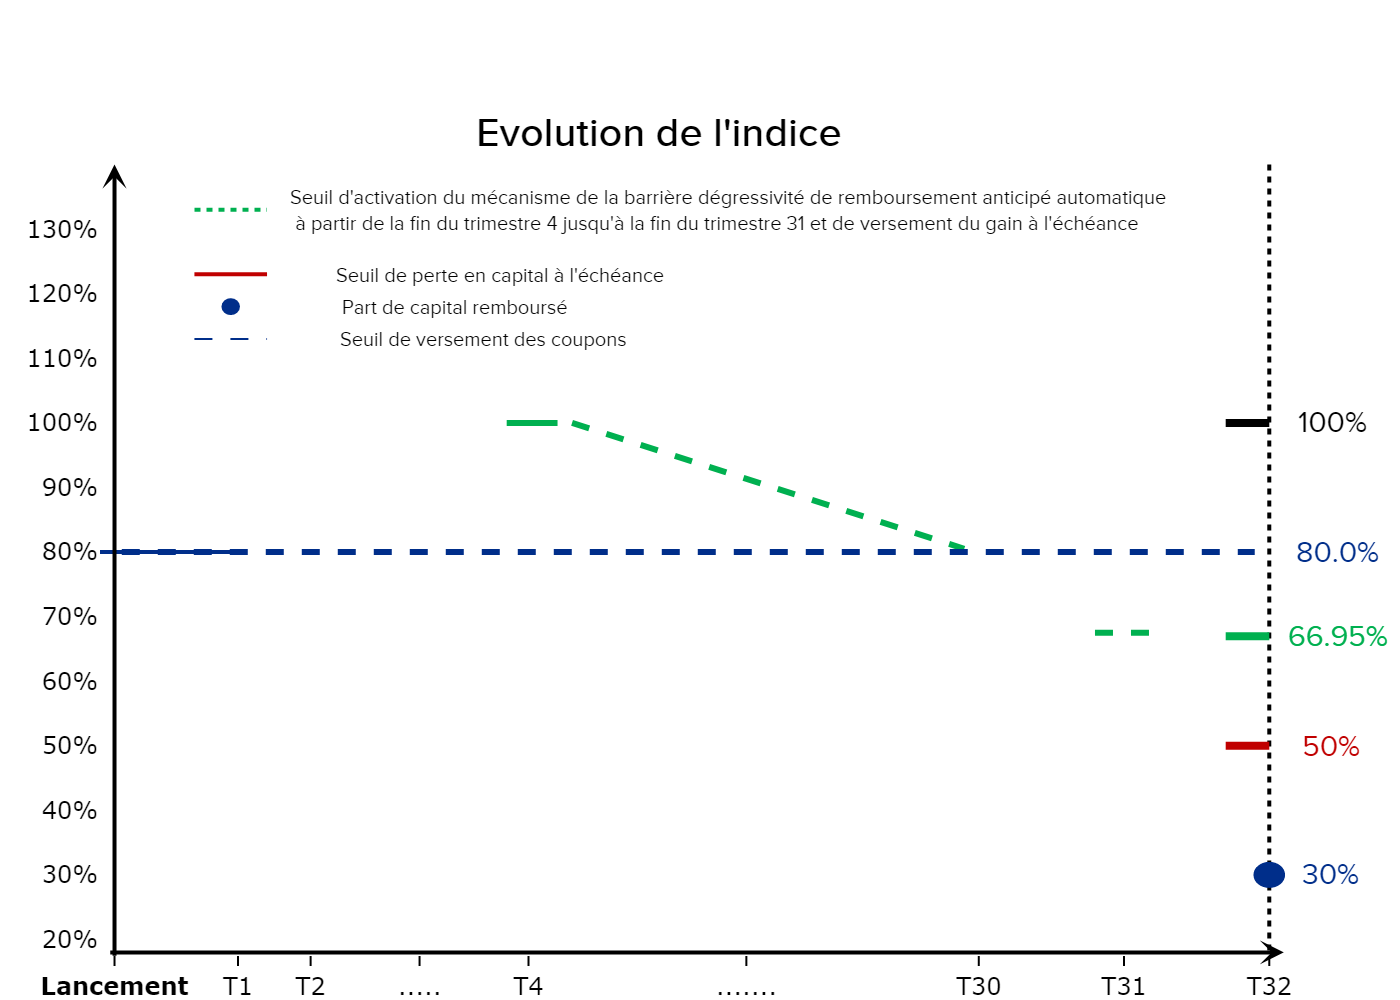 Evolution de l'indice
Seuil d'activation du mécanisme de la barrière dégressivité de remboursement anticipé automatique
à partir de la fin du trimestre 4 jusqu'à la fin du trimestre 31 et de versement du gain à l'échéance
Seuil de perte en capital à l'échéance
Part de capital remboursé
Seuil de versement des coupons
130%
120%
110%
100%
90%
80%
70%
60%
50%
40%
30%
20%
100%
80.0%
66.95%
50%
30%
Lancement T1 T2 ..... T4 ....... T30 T31 T32